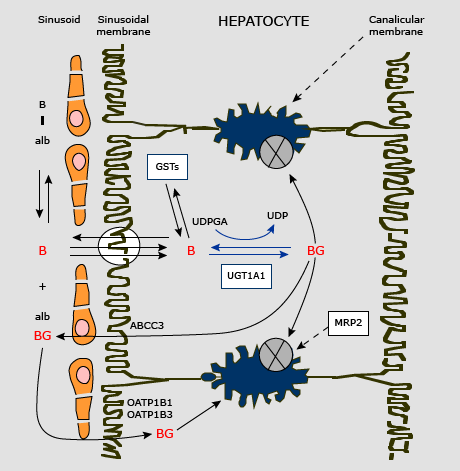 Sinusoid
Sinusoidal
membrane
HEPATOCYTE
Canalicular
membrane
B
alb
GSTs
UDPGA
UDP
B
B
BG
UGT1A1
+
alb
BG
ABCC3
MRP2
OATP1B1
OATP1B3
BG